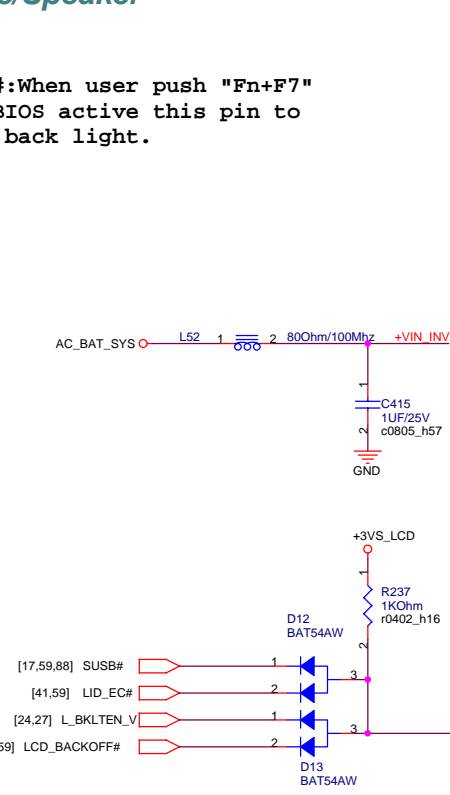 /Speaker
#:When user push "Fn+F7"
BIOS active this pin to
back light.
AC_BAT_SYS
L52
1
2
80Ohm/100Mhz
+VIN_INV
1
C415
1UF/25V
2
c0805_h57
GND
+3VS_LCD
1
R237
1KOhm
r0402_h16
2
D12
BAT54AW
[17,59,88] SUSB#
1
3
[41,59] LID_EC#
2
[24,27] L_BKLTEN_V
1
3
59] LCD_BACKOFF#
2
D13
BAT54AW